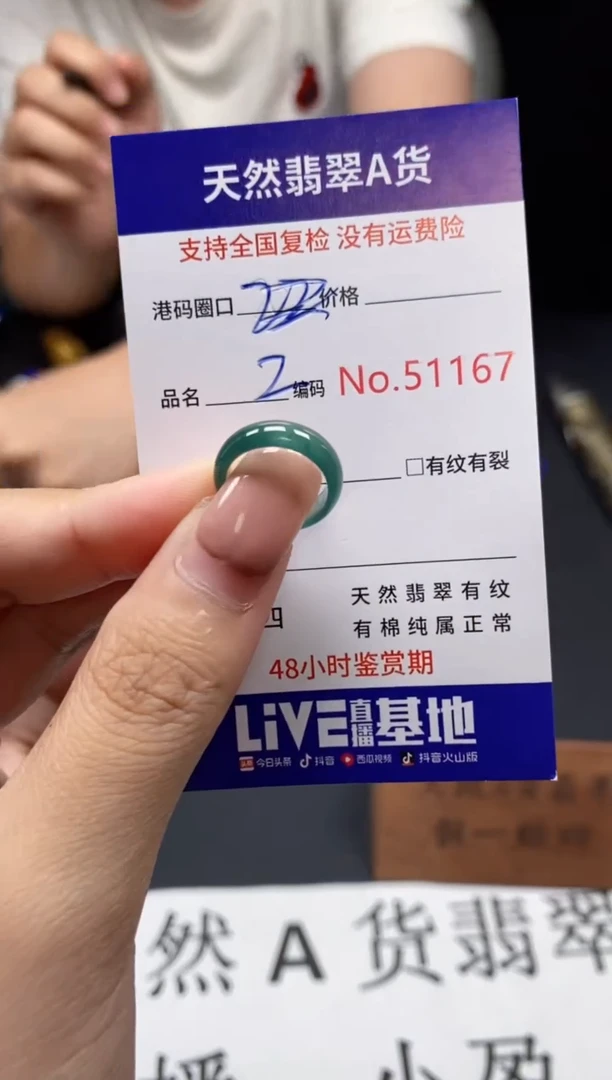 天然翡翠A货
支持全国复检 没有运费险
港码圈口 价格
品名 2 编码 No.51167
□有纹有裂
四 天然翡翠有纹
有棉纯属正常
48小时鉴赏期
LiVE直播基地
头条 今日头条 抖音 西瓜视频 抖音火山版
然 A 货翡翠